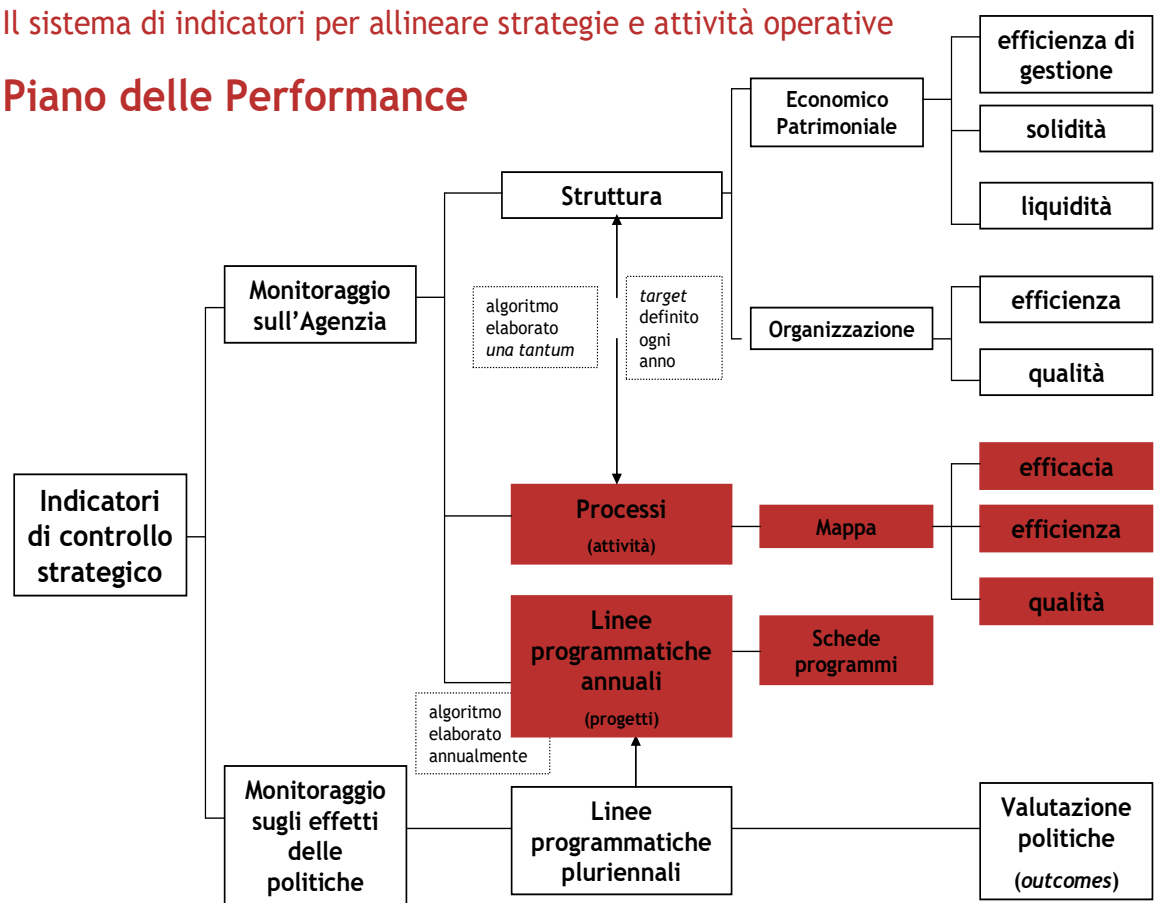 Il sistema di indicatori per allineare strategie e attività operative
Piano delle Performance
efficienza di
gestione
Economico
Patrimoniale
solidità
Struttura
liquidità
Monitoraggio
sull'Agenzia
algoritmo
elaborato
una tantum
target
definito
ogni
anno
Organizzazione
efficienza
qualità
Indicatori
di controllo
strategico
Processi
(attività)
Mappa
efficacia
efficienza
qualità
Linee
programmatiche
annuali
(progetti)
Schede
programmi
algoritmo
elaborato
annualmente
Monitoraggio
sugli effetti
delle
politiche
Linee
programmatiche
pluriennali
Valutazione
politiche
(outcomes)